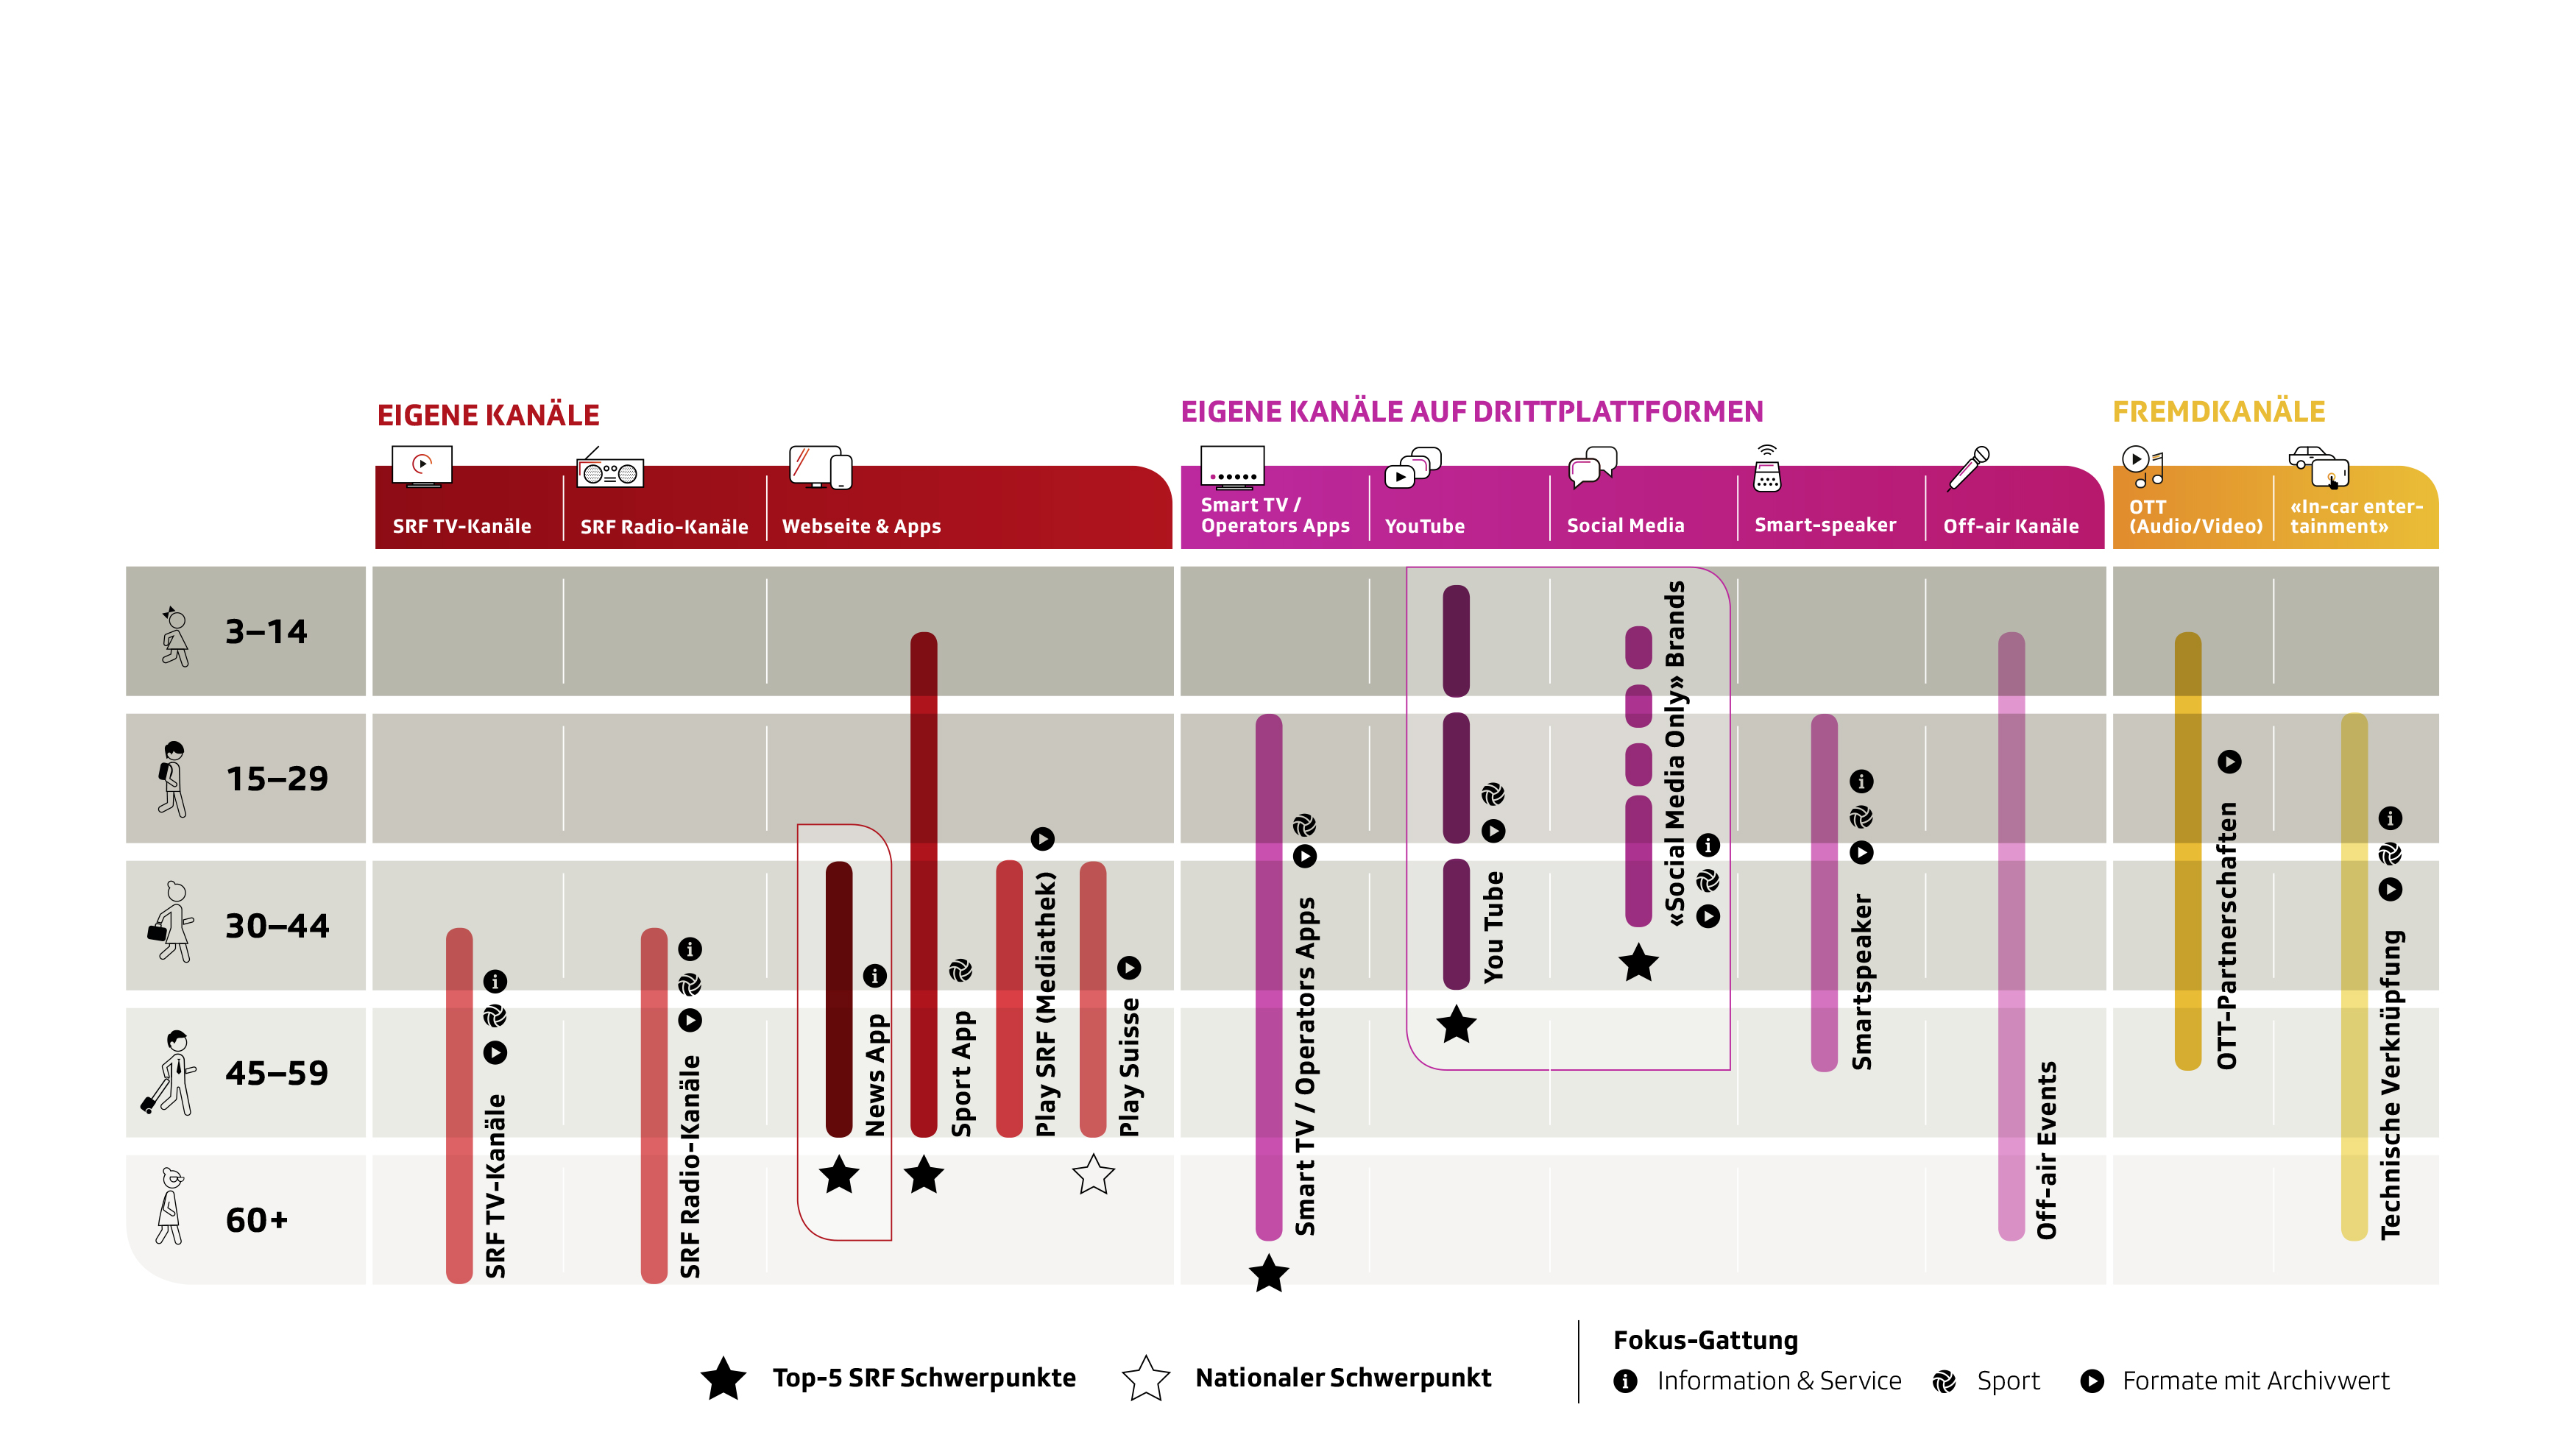 EIGENE KANÄLE
EIGENE KANÄLE AUF DRITTPLATTFORMEN
FREMDKANÄLE
SRF TV-Kanäle
SRF Radio-Kanäle
Webseite & Apps
Smart TV /
Operators Apps
YouTube
Social Media
Smart-speaker
Off-air Kanäle
OTT
(Audio/Video)
«In-car enter-
tainment»
3–14
15–29
30–44
45–59
60+
SRF TV-Kanäle
SRF Radio-Kanäle
News App
Sport App
Play SRF (Mediathek)
Play Suisse
Smart TV / Operators Apps
You Tube
«Social Media Only» Brands
Smartspeaker
Off-air Events
OTT-Partnerschaften
Technische Verknüpfung
Top-5 SRF Schwerpunkte
Nationaler Schwerpunkt
Fokus-Gattung
Information & Service
Sport
Formate mit Archivwert